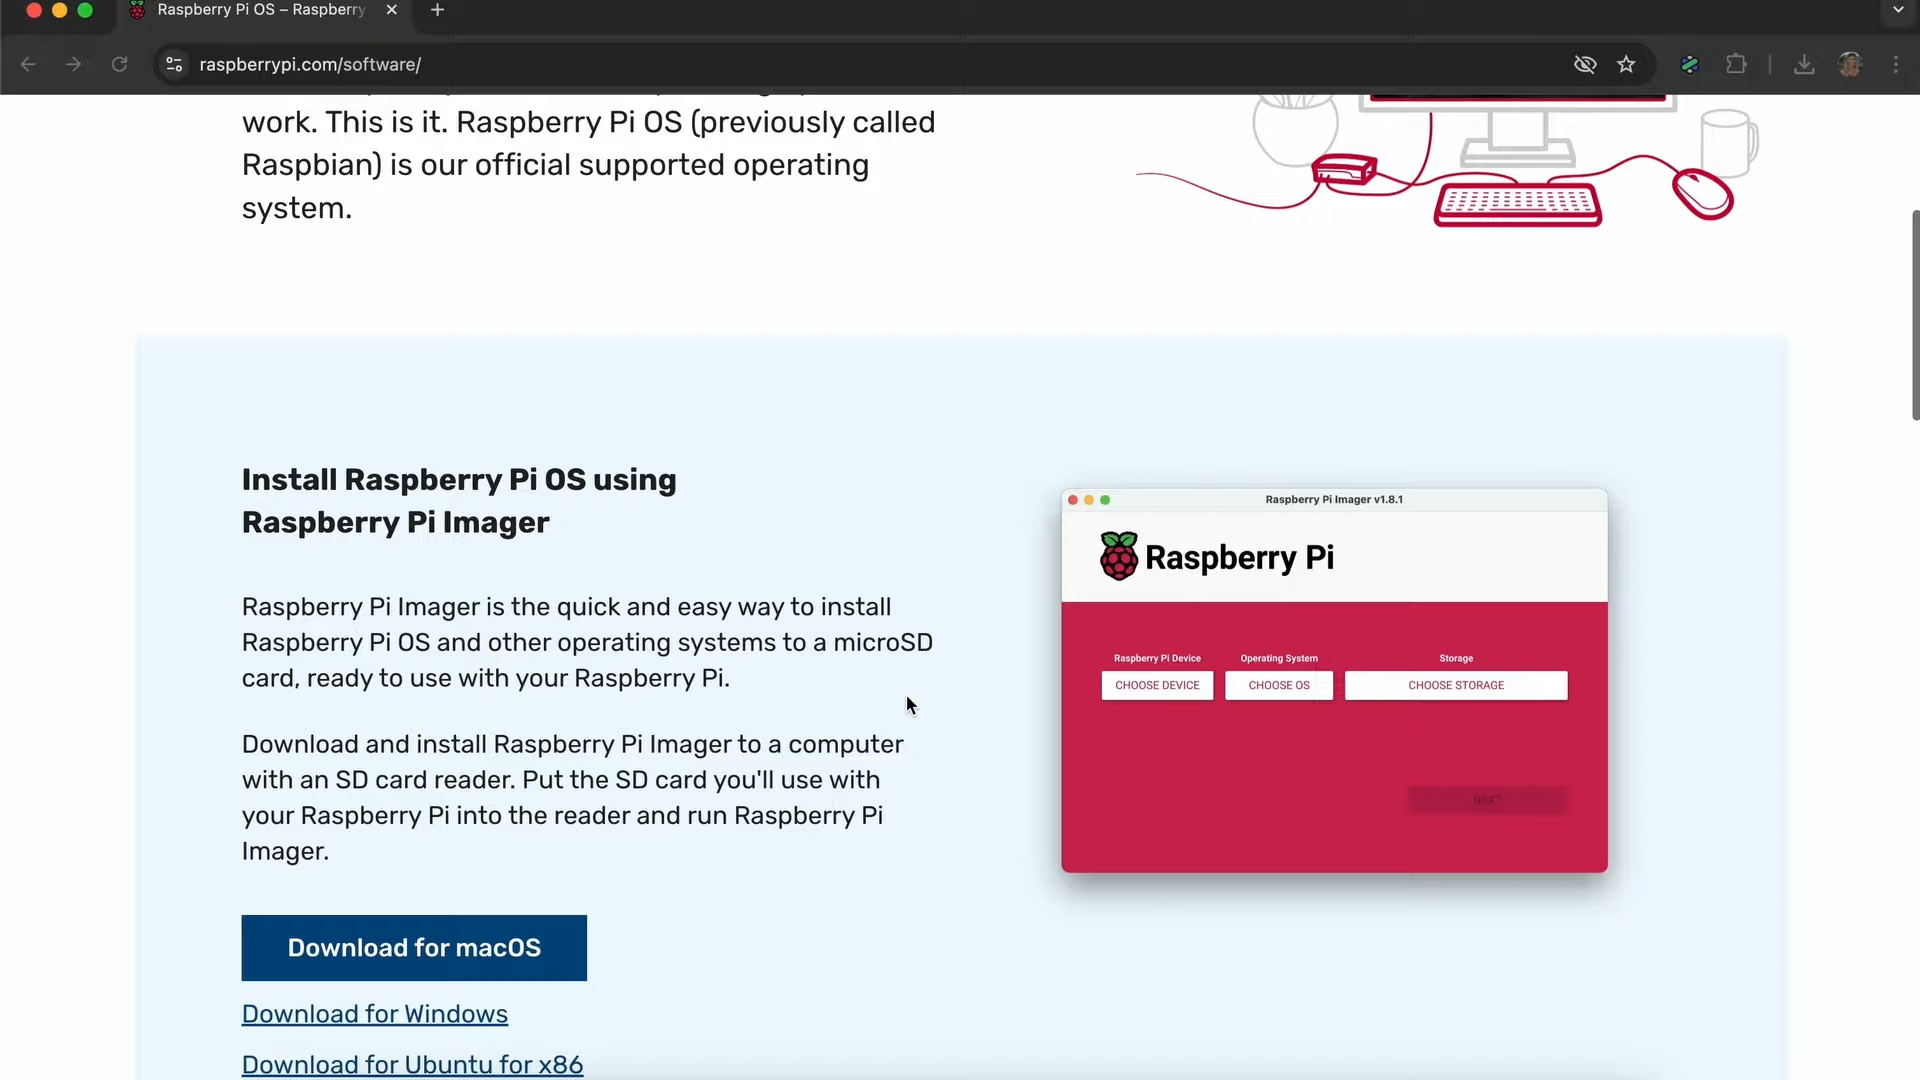 Raspberry Pi OS – Raspberry
raspberrypi.com/software/
work. This is it. Raspberry Pi OS (previously called
Raspbian) is our official supported operating
system.
Install Raspberry Pi OS using
Raspberry Pi Imager
Raspberry Pi Imager is the quick and easy way to install
Raspberry Pi OS and other operating systems to a microSD
card, ready to use with your Raspberry Pi.
Download and install Raspberry Pi Imager to a computer
with an SD card reader. Put the SD card you'll use with
your Raspberry Pi into the reader and run Raspberry Pi
Imager.
Download for macOS
Download for Windows
Download for Ubuntu for x86
Raspberry Pi Imager v1.8.1
Raspberry Pi
Raspberry Pi Device Operating System Storage
CHOOSE DEVICE CHOOSE OS CHOOSE STORAGE
NEXT